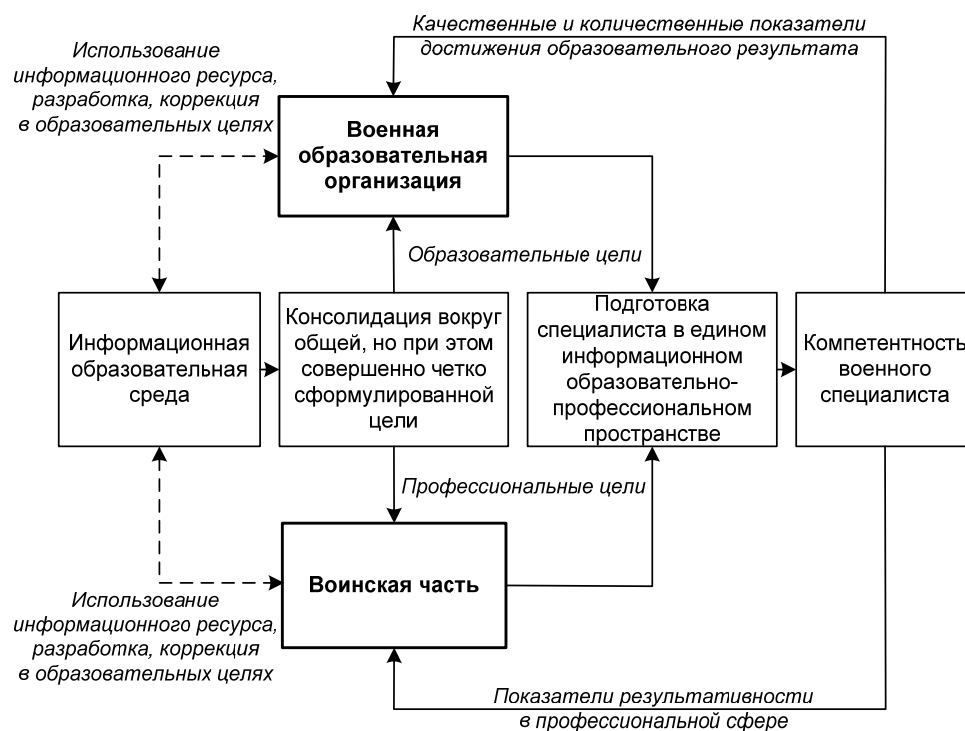 Качественные и количественные показатели
достижения образовательного результата
Использование
информационного ресурса,
разработка, коррекция
в образовательных целях
Военная
образовательная
организация
Образовательные цели
Информационная
образовательная
среда
Консолидация вокруг
общей, но при этом
совершенно четко
сформулированной
цели
Подготовка
специалиста в едином
информационном
образовательно-
профессиональном
пространстве
Компетентность
военного
специалиста
Профессиональные цели
Воинская часть
Использование
информационного ресурса,
разработка, коррекция
в образовательных целях
Показатели результативности
в профессиональной сфере